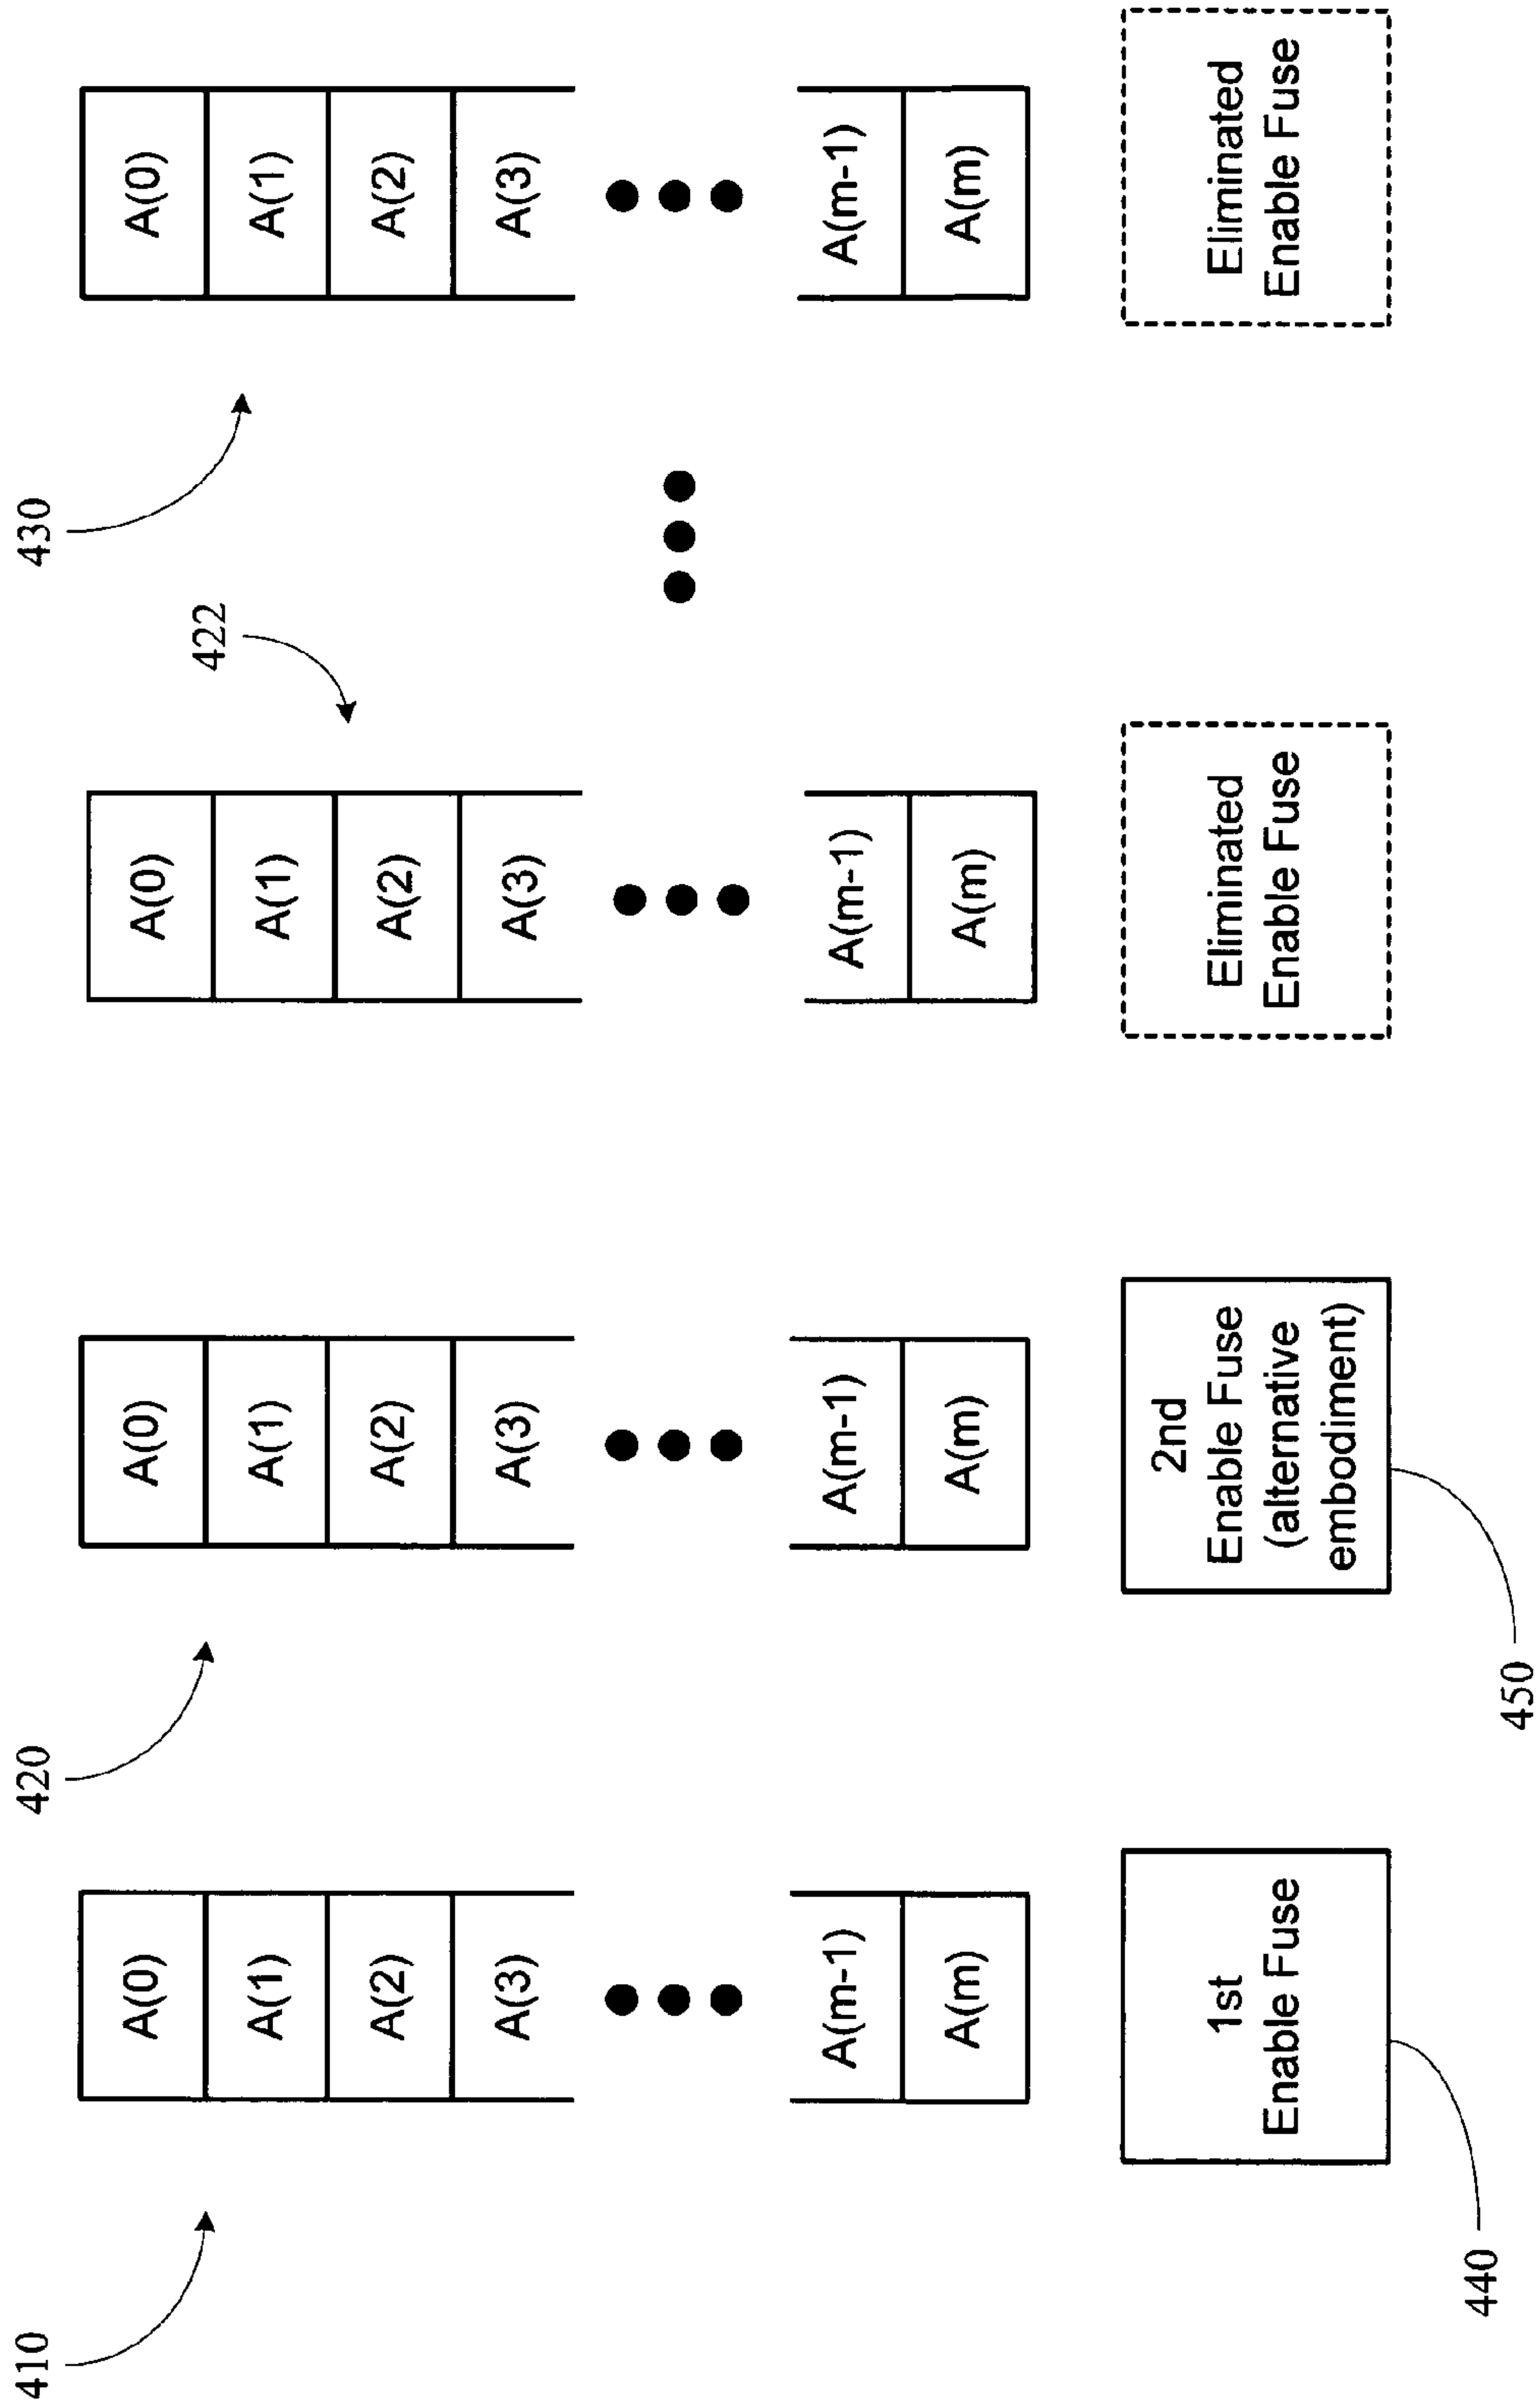 410
A(0)
A(1)
A(2)
A(3)
A(m-1)
A(m)
1st
Enable Fuse
440
420
A(0)
A(1)
A(2)
A(3)
A(m-1)
A(m)
2nd
Enable Fuse
(alternative
embodiment)
450
422
A(0)
A(1)
A(2)
A(3)
A(m-1)
A(m)
Eliminated
Enable Fuse
430
A(0)
A(1)
A(2)
A(3)
A(m-1)
A(m)
Eliminated
Enable Fuse